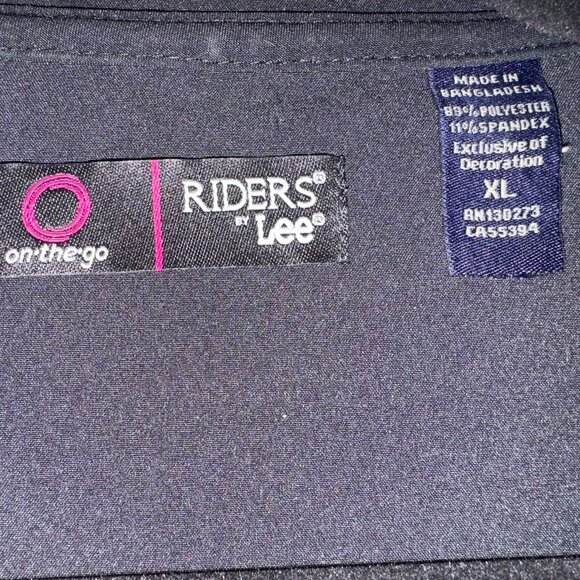 on·the·go
RIDERS®
BY Lee®
MADE IN
BANGLADESH
89% POLYESTER
11% SPANDEX
Exclusive of
Decoration
XL
RN130273
CA55394